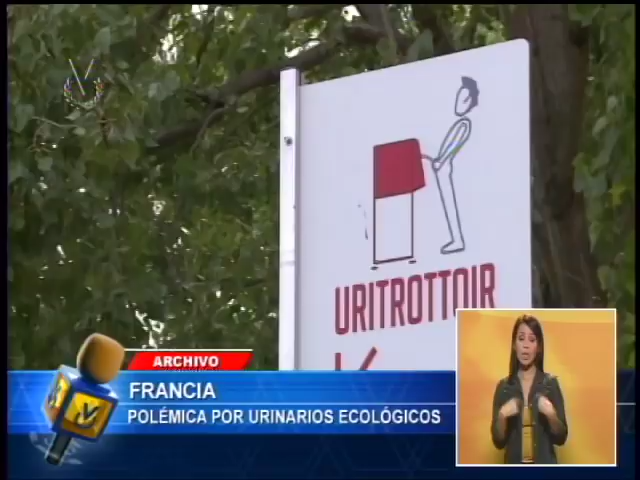 URITROTTOIR
ARCHIVO
FRANCIA
POLÉMICA POR URINARIOS ECOLÓGICOS